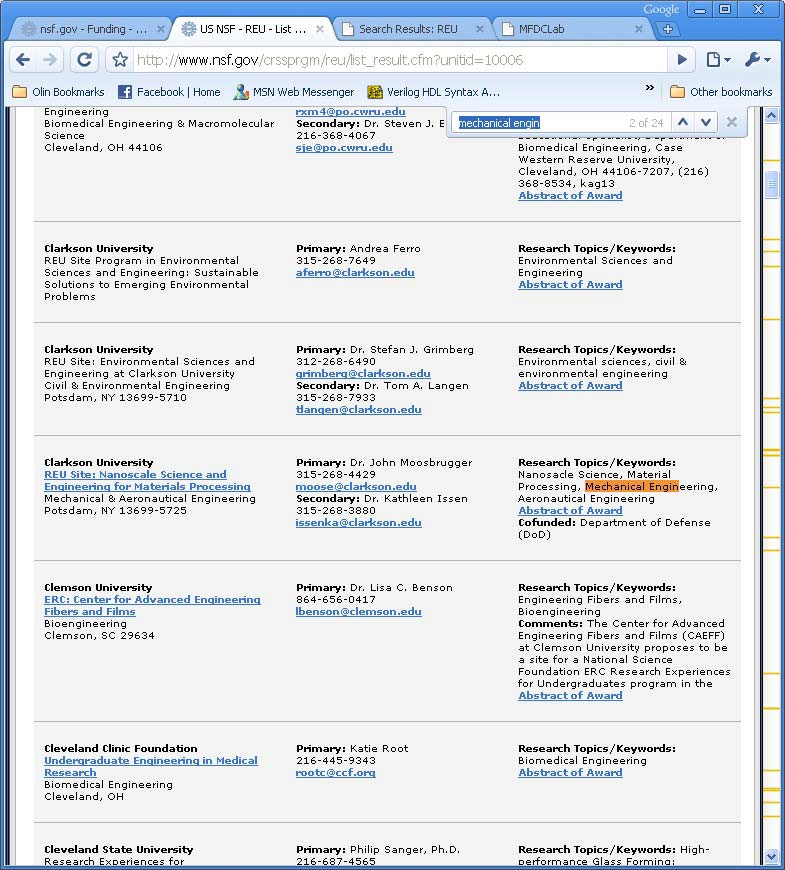 Google
nsf.gov - Funding - ...
US NSF - REU - List ...
Search Results: REU
MFDCLab
http://www.nsf.gov/crssprgm/reu/list_result.cfm?unitid=10006
Olin Bookmarks
Facebook | Home
MSN Web Messenger
Verilog HDL Syntax A...
»
Other bookmarks
mechanical engin
2 of 24
Engineering
Biomedical Engineering & Macromolecular
Science
Cleveland, OH 44106
rxm4@po.cwru.edu
Secondary: Dr. Steven J. E
216-368-4067
sje@po.cwru.edu
Biomedical Engineering, Case
Western Reserve University,
Cleveland, OH 44106-7207, (216)
368-8534, kag13
Abstract of Award
Clarkson University
REU Site Program in Environmental
Sciences and Engineering: Sustainable
Solutions to Emerging Environmental
Problems
Primary: Andrea Ferro
315-268-7649
aferro@clarkson.edu
Research Topics/Keywords:
Environmental Sciences and
Engineering
Abstract of Award
Clarkson University
REU Site: Environmental Sciences and
Engineering at Clarkson University
Civil & Environmental Engineering
Potsdam, NY 13699-5710
Primary: Dr. Stefan J. Grimberg
312-268-6490
grimberg@clarkson.edu
Secondary: Dr. Tom A. Langen
315-268-7933
tlangen@clarkson.edu
Research Topics/Keywords:
Environmental sciences, civil &
environmental engineering
Abstract of Award
Clarkson University
REU Site: Nanoscale Science and
Engineering for Materials Processing
Mechanical & Aeronautical Engineering
Potsdam, NY 13699-5725
Primary: Dr. John Moosbrugger
315-268-4429
moose@clarkson.edu
Secondary: Dr. Kathleen Issen
315-268-3880
issenka@clarkson.edu
Research Topics/Keywords:
Nanosacle Science, Material
Processing, Mechanical Engineering,
Aeronautical Engineering
Abstract of Award
Cofunded: Department of Defense
(DoD)
Clemson University
ERC: Center for Advanced Engineering
Fibers and Films
Bioengineering
Clemson, SC 29634
Primary: Dr. Lisa C. Benson
864-656-0417
lbenson@clemson.edu
Research Topics/Keywords:
Engineering Fibers and Films,
Bioengineering
Comments: The Center for Advanced
Engineering Fibers and Films (CAEFF)
at Clemson University proposes to be
a site for a National Science
Foundation ERC Research Experiences
for Undergraduates program in the
Abstract of Award
Cleveland Clinic Foundation
Undergraduate Engineering in Medical
Research
Biomedical Engineering
Cleveland, OH
Primary: Katie Root
216-445-9343
rootc@ccf.org
Research Topics/Keywords:
Biomedical Engineering
Abstract of Award
Cleveland State University
Research Experiences for
Primary: Philip Sanger, Ph.D.
216-687-4565
Research Topics/Keywords: High-
performance Glass Forming: